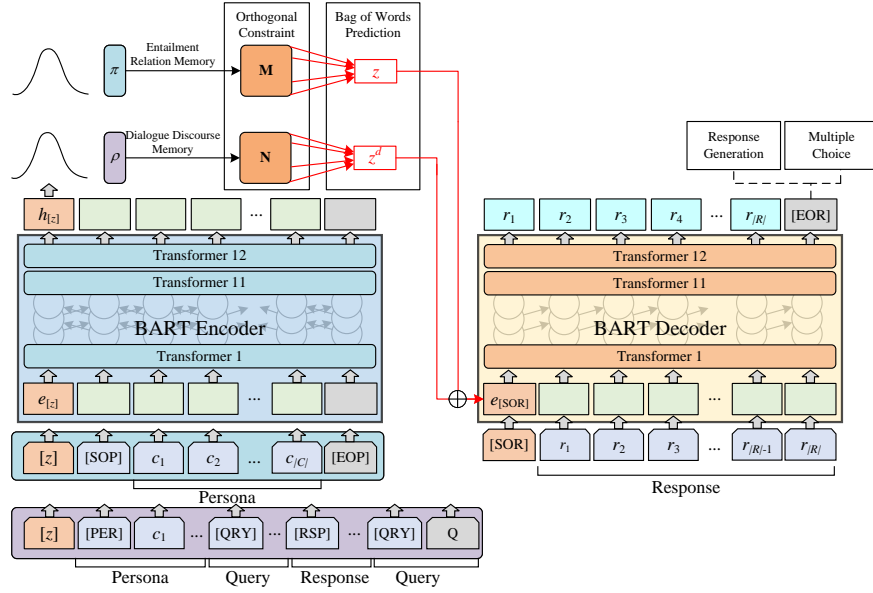 Orthogonal
Constraint
Bag of Words
Prediction
π
Entailment
Relation Memory
M
z
ρ
Dialogue Discourse
Memory
N
z^d
Response
Generation
Multiple
Choice
h[z]
...
r1
r2
r3
r4
...
r/R/
[EOR]
Transformer 12
Transformer 11
BART Encoder
Transformer 1
Transformer 12
Transformer 11
BART Decoder
Transformer 1
e[z]
...
e[SOR]
...
[z]
[SOP]
c1
c2
...
c/C/
[EOP]
Persona
[SOR]
r1
r2
r3
...
r/R/-1
r/R/
Response
[z]
[PER]
c1
...
[QRY]
...
[RSP]
...
[QRY]
Q
Persona
Query
Response
Query